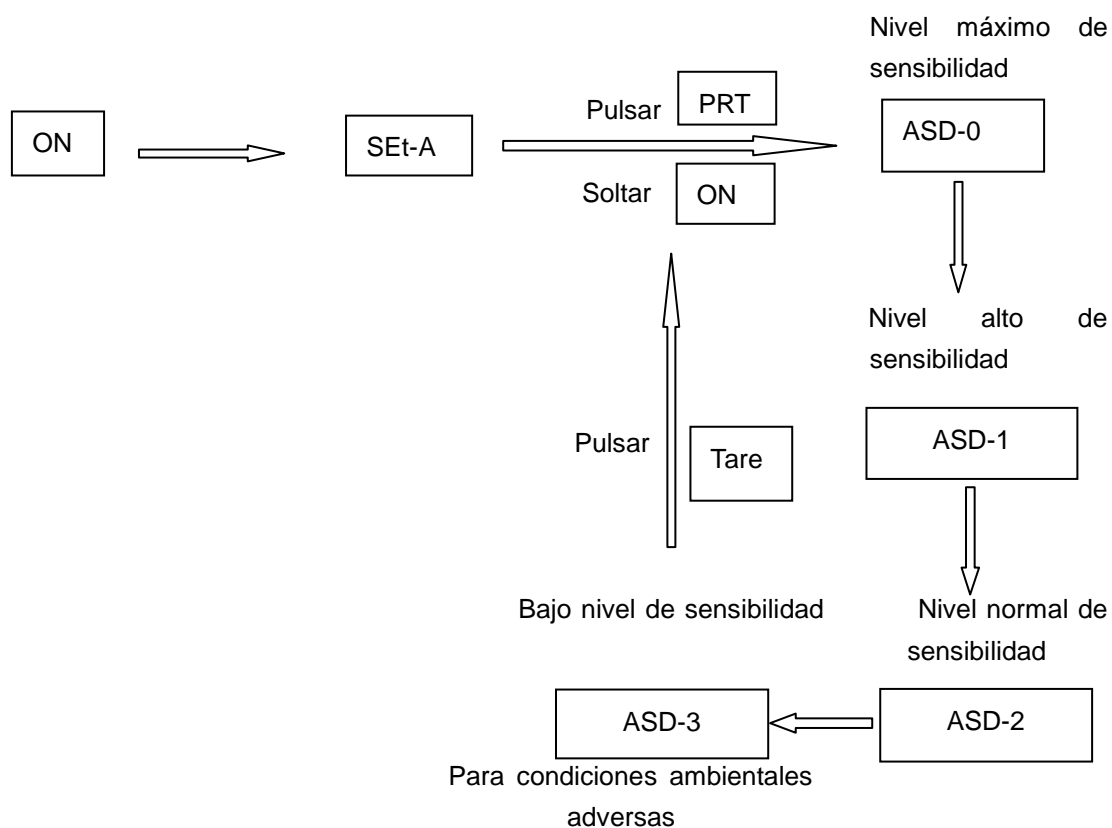 Nivel máximo de
sensibilidad
ON
SEt-A
Pulsar PRT
Soltar ON
ASD-0
Nivel alto de
sensibilidad
ASD-1
Pulsar Tare
Bajo nivel de sensibilidad
Nivel normal de
sensibilidad
ASD-3
ASD-2
Para condiciones ambientales
adversas